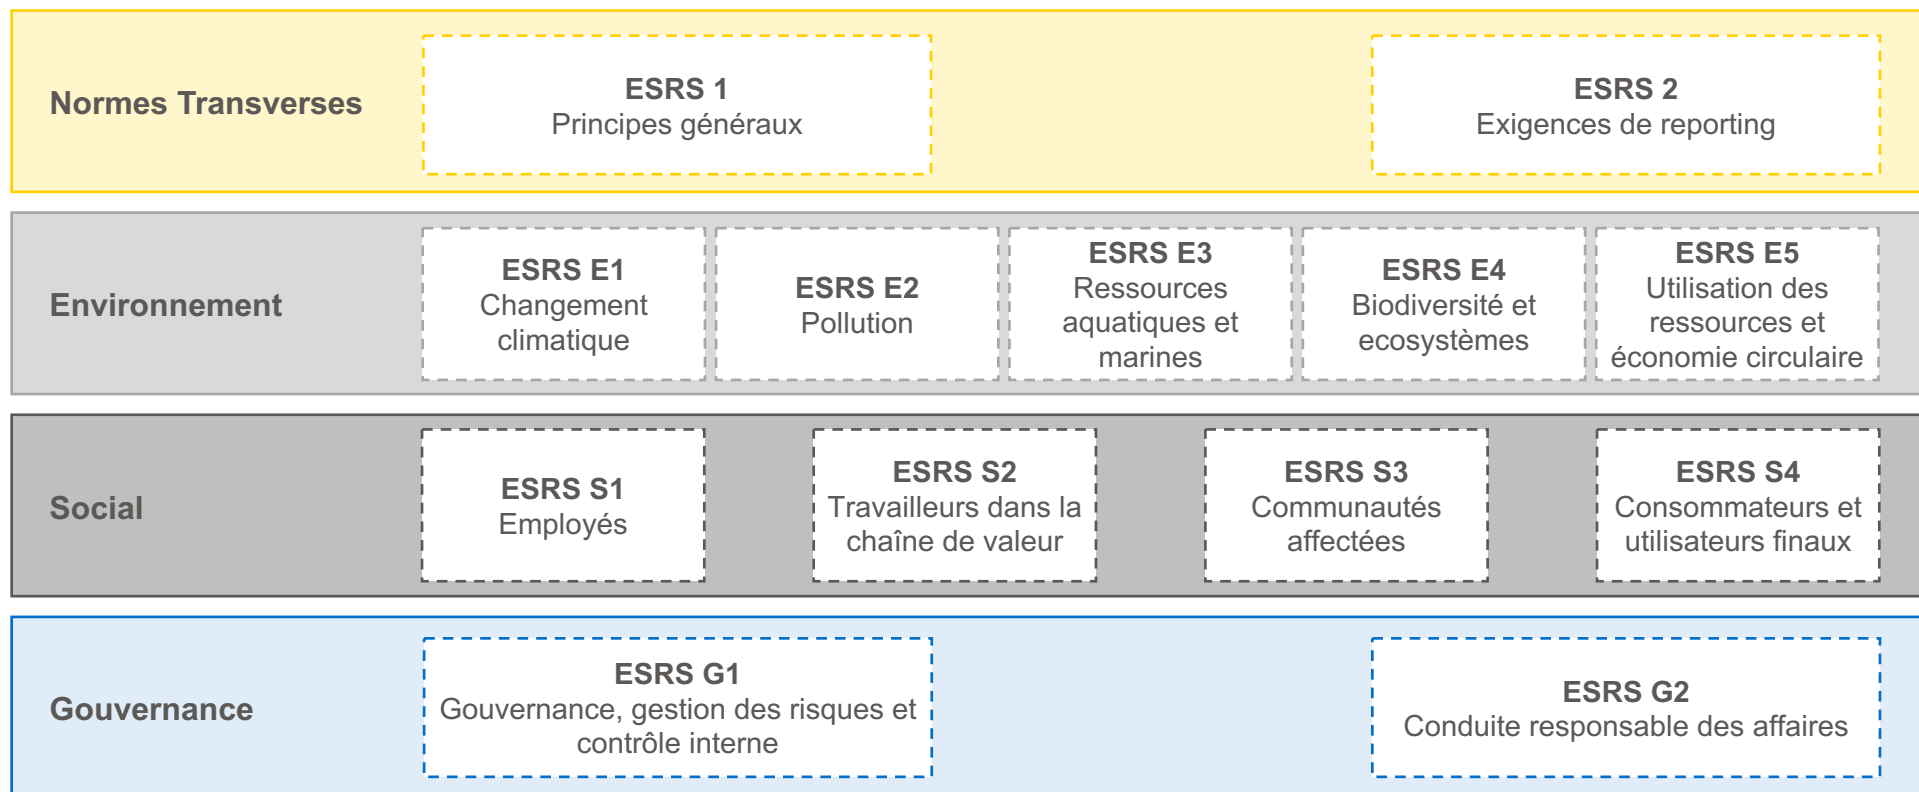 Normes Transverses
ESRS 1
Principes généraux
ESRS 2
Exigences de reporting
Environnement
ESRS E1
Changement
climatique
ESRS E2
Pollution
ESRS E3
Ressources
aquatiques et
marines
ESRS E4
Biodiversité et
ecosystèmes
ESRS E5
Utilisation des
ressources et
économie circulaire
Social
ESRS S1
Employés
ESRS S2
Travailleurs dans la
chaîne de valeur
ESRS S3
Communautés
affectées
ESRS S4
Consommateurs et
utilisateurs finaux
Gouvernance
ESRS G1
Gouvernance, gestion des risques et
contrôle interne
ESRS G2
Conduite responsable des affaires